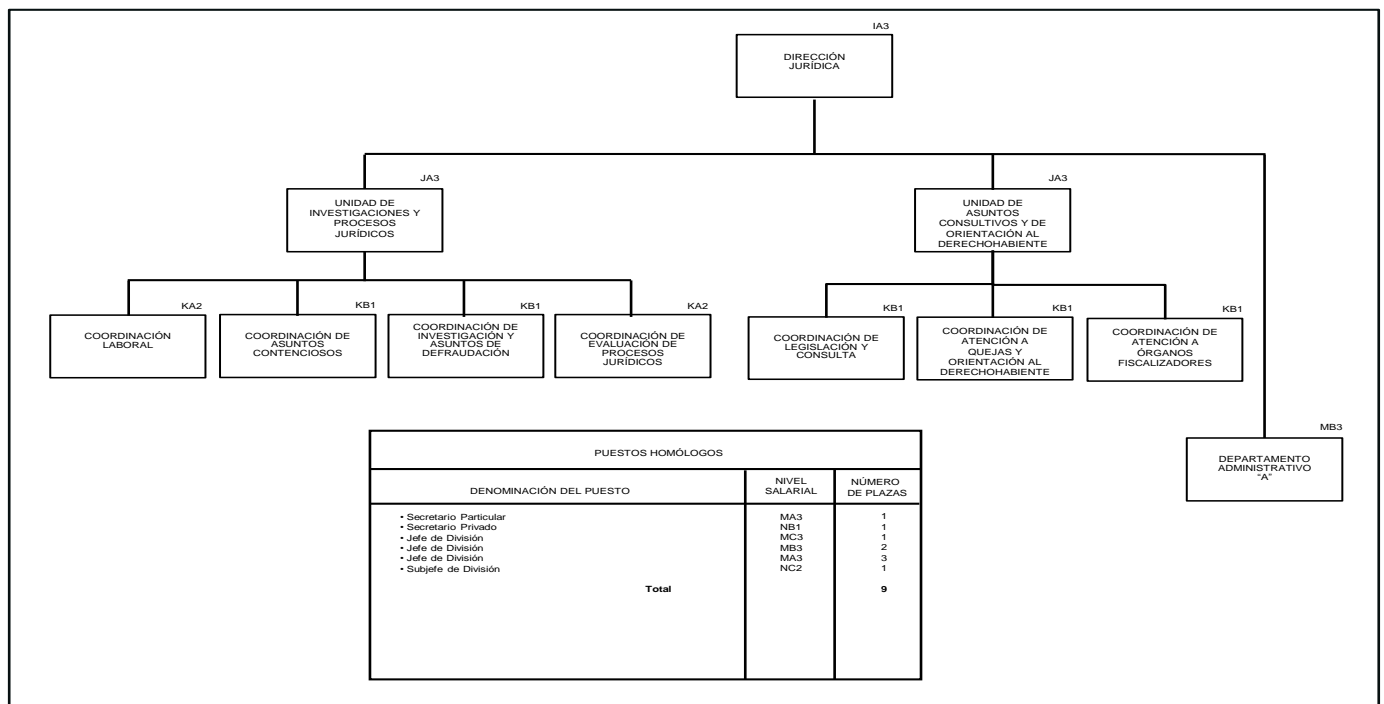 IA3
DIRECCIÓN
JURÍDICA
JA3
UNIDAD DE
INVESTIGACIONES Y
PROCESOS
JURÍDICOS
JA3
UNIDAD DE
ASUNTOS
CONSULTIVOS Y DE
ORIENTACIÓN AL
DERECHOHABIENTE
KA2
COORDINACIÓN
LABORAL
KB1
COORDINACIÓN DE
ASUNTOS
CONTENCIOSOS
KB1
COORDINACIÓN DE
INVESTIGACIÓN Y
ASUNTOS DE
DEFRAUDACIÓN
KA2
COORDINACIÓN DE
EVALUACIÓN DE
PROCESOS
JURÍDICOS
KB1
COORDINACIÓN DE
LEGISLACIÓN Y
CONSULTA
KB1
COORDINACIÓN DE
ATENCIÓN A
QUEJAS Y
ORIENTACIÓN AL
DERECHOHABIENTE
KB1
COORDINACIÓN DE
ATENCIÓN A
ÓRGANOS
FISCALIZADORES
MB3
DEPARTAMENTO
ADMINISTRATIVO
"A"
PUESTOS HOMÓLOGOS
DENOMINACIÓN DEL PUESTO
NIVEL
SALARIAL
NÚMERO
DE PLAZAS
• Secretario Particular MA3 1
• Secretario Privado NB1 1
• Jefe de División MC3 1
• Jefe de División MB3 2
• Jefe de División MA3 3
• Subjefe de División NC2 1
Total 9